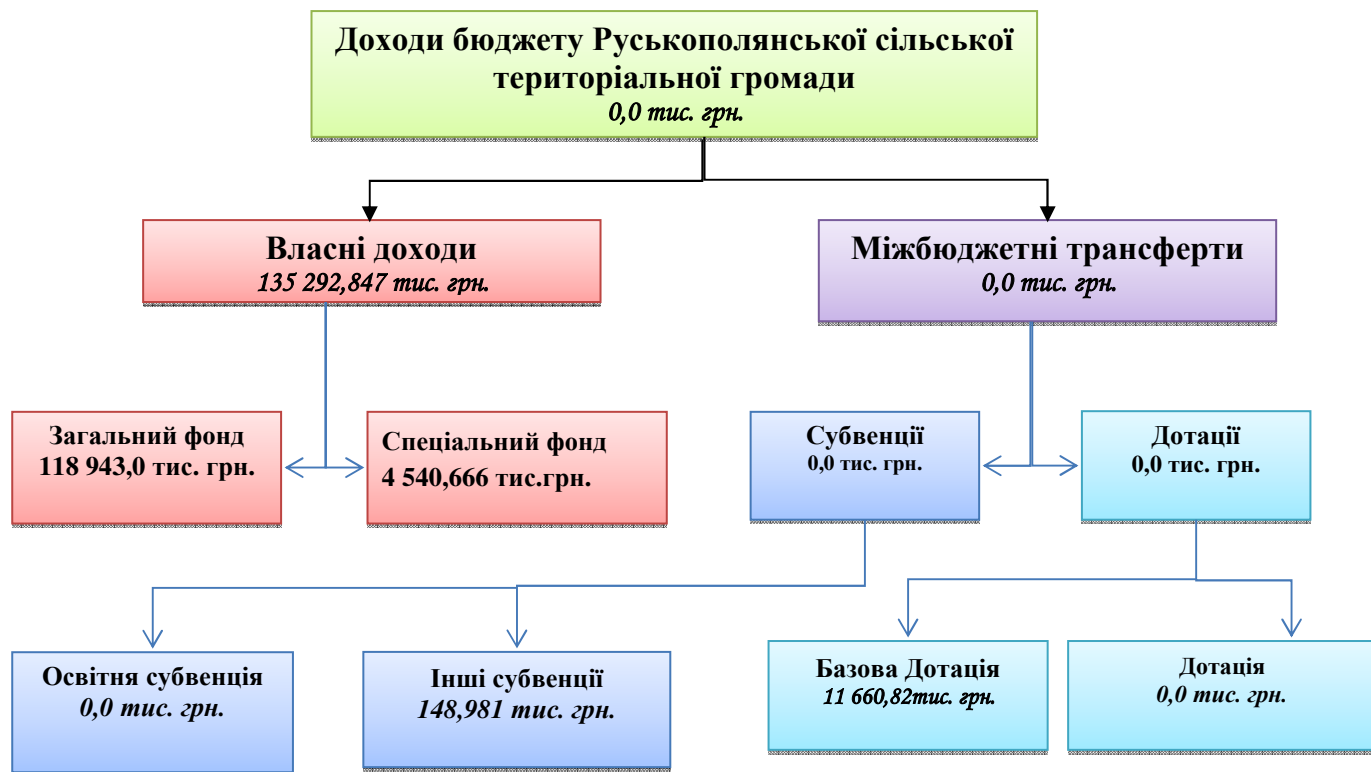 Доходи бюджету Руськополянської сільської
територіальної громади
0,0 тис. грн.
Власні доходи
135 292,847 тис. грн.
Міжбюджетні трансферти
0,0 тис. грн.
Загальний фонд
118 943,0 тис. грн.
Спеціальний фонд
4 540,666 тис.грн.
Субвенції
0,0 тис. грн.
Дотації
0,0 тис. грн.
Освітня субвенція
0,0 тис. грн.
Інші субвенції
148,981 тис. грн.
Базова Дотація
11 660,82тис. грн.
Дотація
0,0 тис. грн.